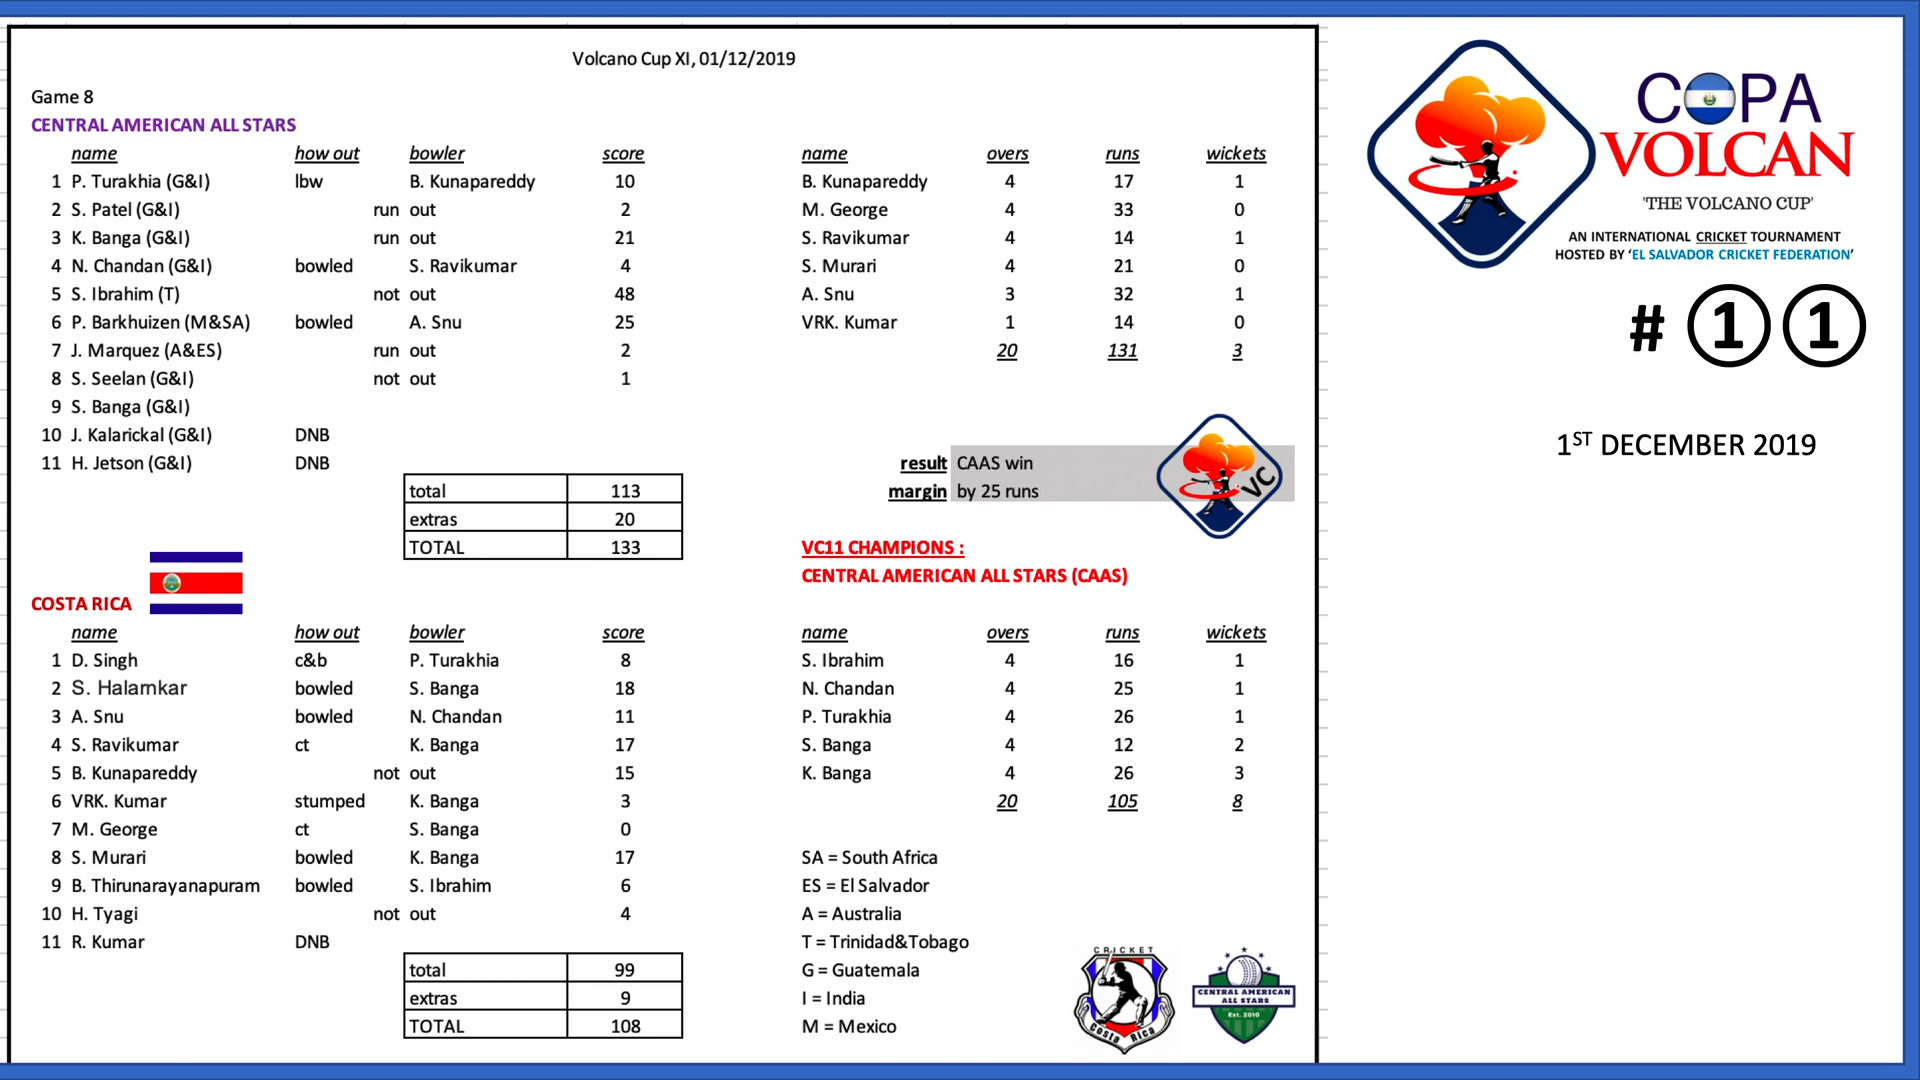 Volcano Cup XI, 01/12/2019
Game 8
CENTRAL AMERICAN ALL STARS
name how out bowler score name overs runs wickets
1 P. Turakhia (G&I) lbw B. Kunapareddy 10 B. Kunapareddy 4 17 1
2 S. Patel (G&I) run out 2 M. George 4 33 0
3 K. Banga (G&I) run out 21 S. Ravikumar 4 14 1
4 N. Chandan (G&I) bowled S. Ravikumar 4 S. Murari 4 21 0
5 S. Ibrahim (T) not out 48 A. Snu 3 32 1
6 P. Barkhuizen (M&SA) bowled A. Snu 25 VRK. Kumar 1 14 0
7 J. Marquez (A&ES) run out 2 20 131 3
8 S. Seelan (G&I) not out 1
9 S. Banga (G&I)
10 J. Kalarickal (G&I) DNB
11 H. Jetson (G&I) DNB
result CAAS win
margin by 25 runs
VC
total 113
extras 20
TOTAL 133
VC11 CHAMPIONS :
CENTRAL AMERICAN ALL STARS (CAAS)
COSTA RICA
name how out bowler score name overs runs wickets
1 D. Singh c&b P. Turakhia 8 S. Ibrahim 4 16 1
2 S. Halarnkar bowled S. Banga 18 N. Chandan 4 25 1
3 A. Snu bowled N. Chandan 11 P. Turakhia 4 26 1
4 S. Ravikumar ct K. Banga 17 S. Banga 4 12 2
5 B. Kunapareddy not out 15 K. Banga 4 26 3
6 VRK. Kumar stumped K. Banga 3 20 105 8
7 M. George ct S. Banga 0
8 S. Murari bowled K. Banga 17 SA = South Africa
9 B. Thirunarayanapuram bowled S. Ibrahim 6 ES = El Salvador
10 H. Tyagi not out 4 A = Australia
11 R. Kumar DNB T = Trinidad&Tobago
total 99 G = Guatemala
extras 9 I = India
TOTAL 108 M = Mexico
CRICKET
Costa Rica
CENTRAL AMERICAN
ALL STARS
Est. 2010
COPA
VOLCAN
'THE VOLCANO CUP'
AN INTERNATIONAL CRICKET TOURNAMENT
HOSTED BY ‘EL SALVADOR CRICKET FEDERATION’
# 1 1
1ST DECEMBER 2019